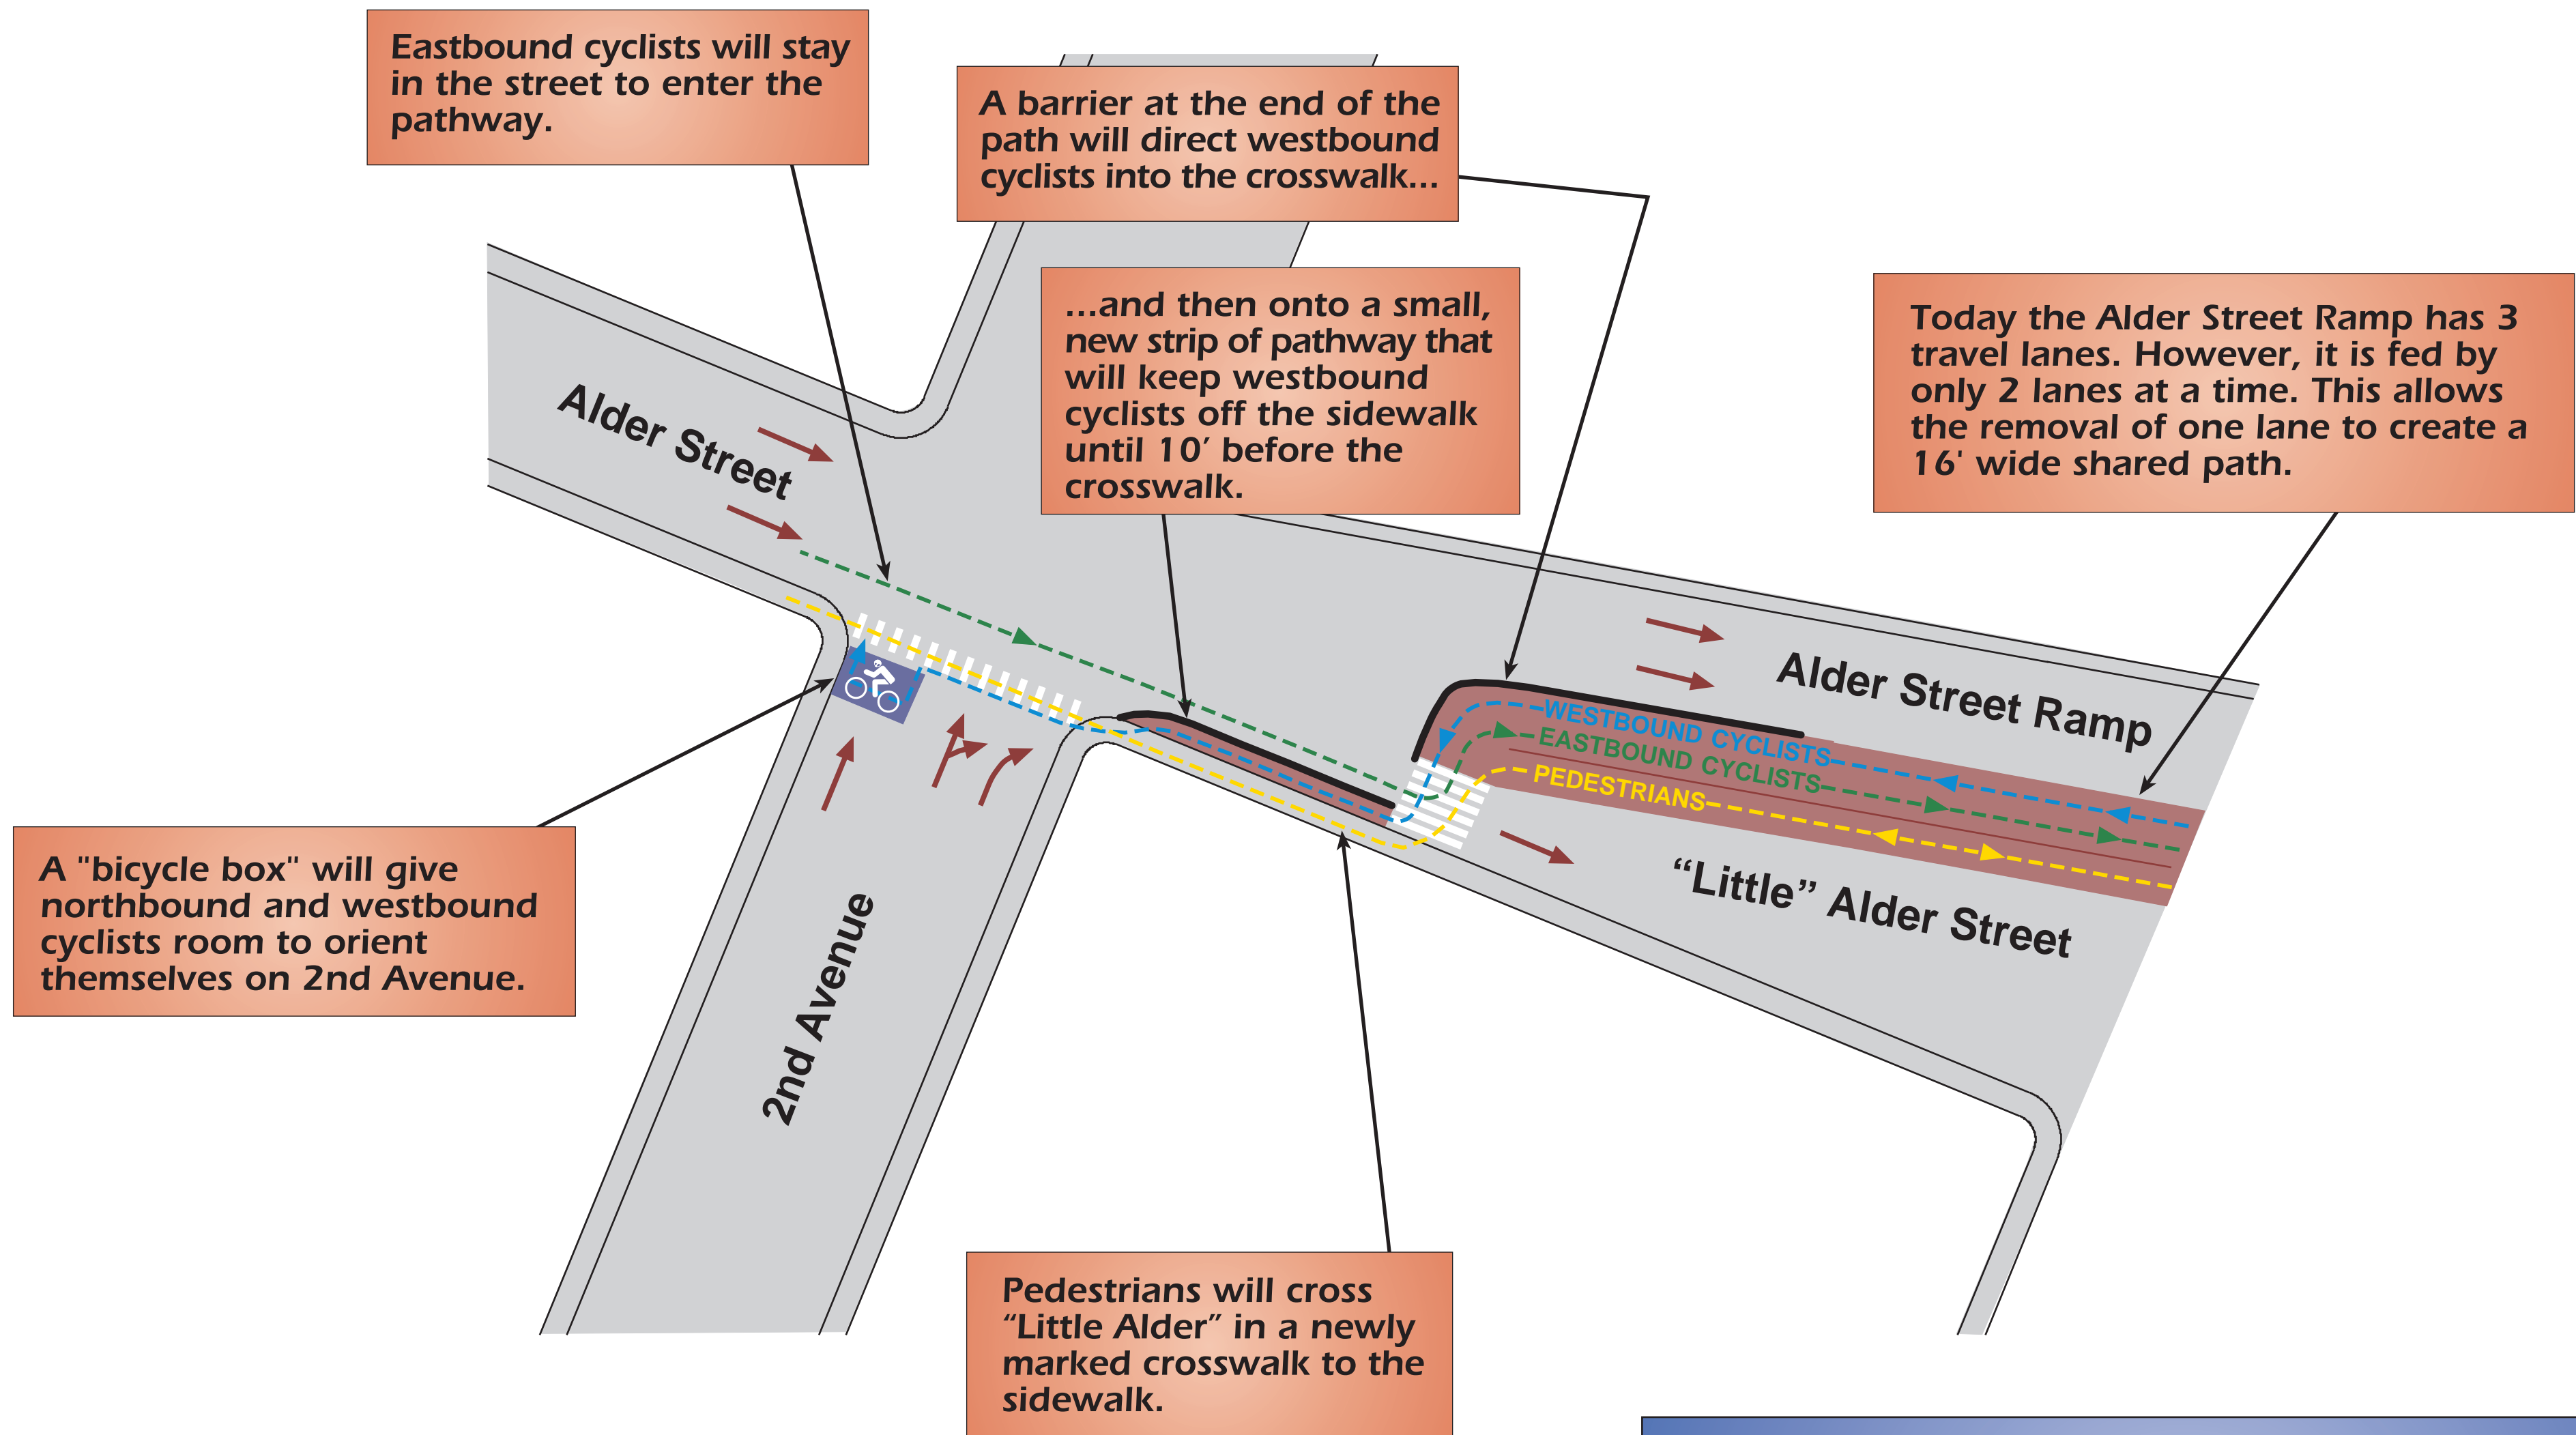 Eastbound cyclists will stay
in the street to enter the
pathway.
A barrier at the end of the
path will direct westbound
cyclists into the crosswalk...
...and then onto a small,
new strip of pathway that
will keep westbound
cyclists off the sidewalk
until 10’ before the
crosswalk.
Today the Alder Street Ramp has 3
travel lanes. However, it is fed by
only 2 lanes at a time. This allows
the removal of one lane to create a
16' wide shared path.
Alder Street
Alder Street Ramp
WESTBOUND CYCLISTS
EASTBOUND CYCLISTS
PEDESTRIANS
“Little” Alder Street
A "bicycle box" will give
northbound and westbound
cyclists room to orient
themselves on 2nd Avenue.
2nd Avenue
Pedestrians will cross
“Little Alder” in a newly
marked crosswalk to the
sidewalk.